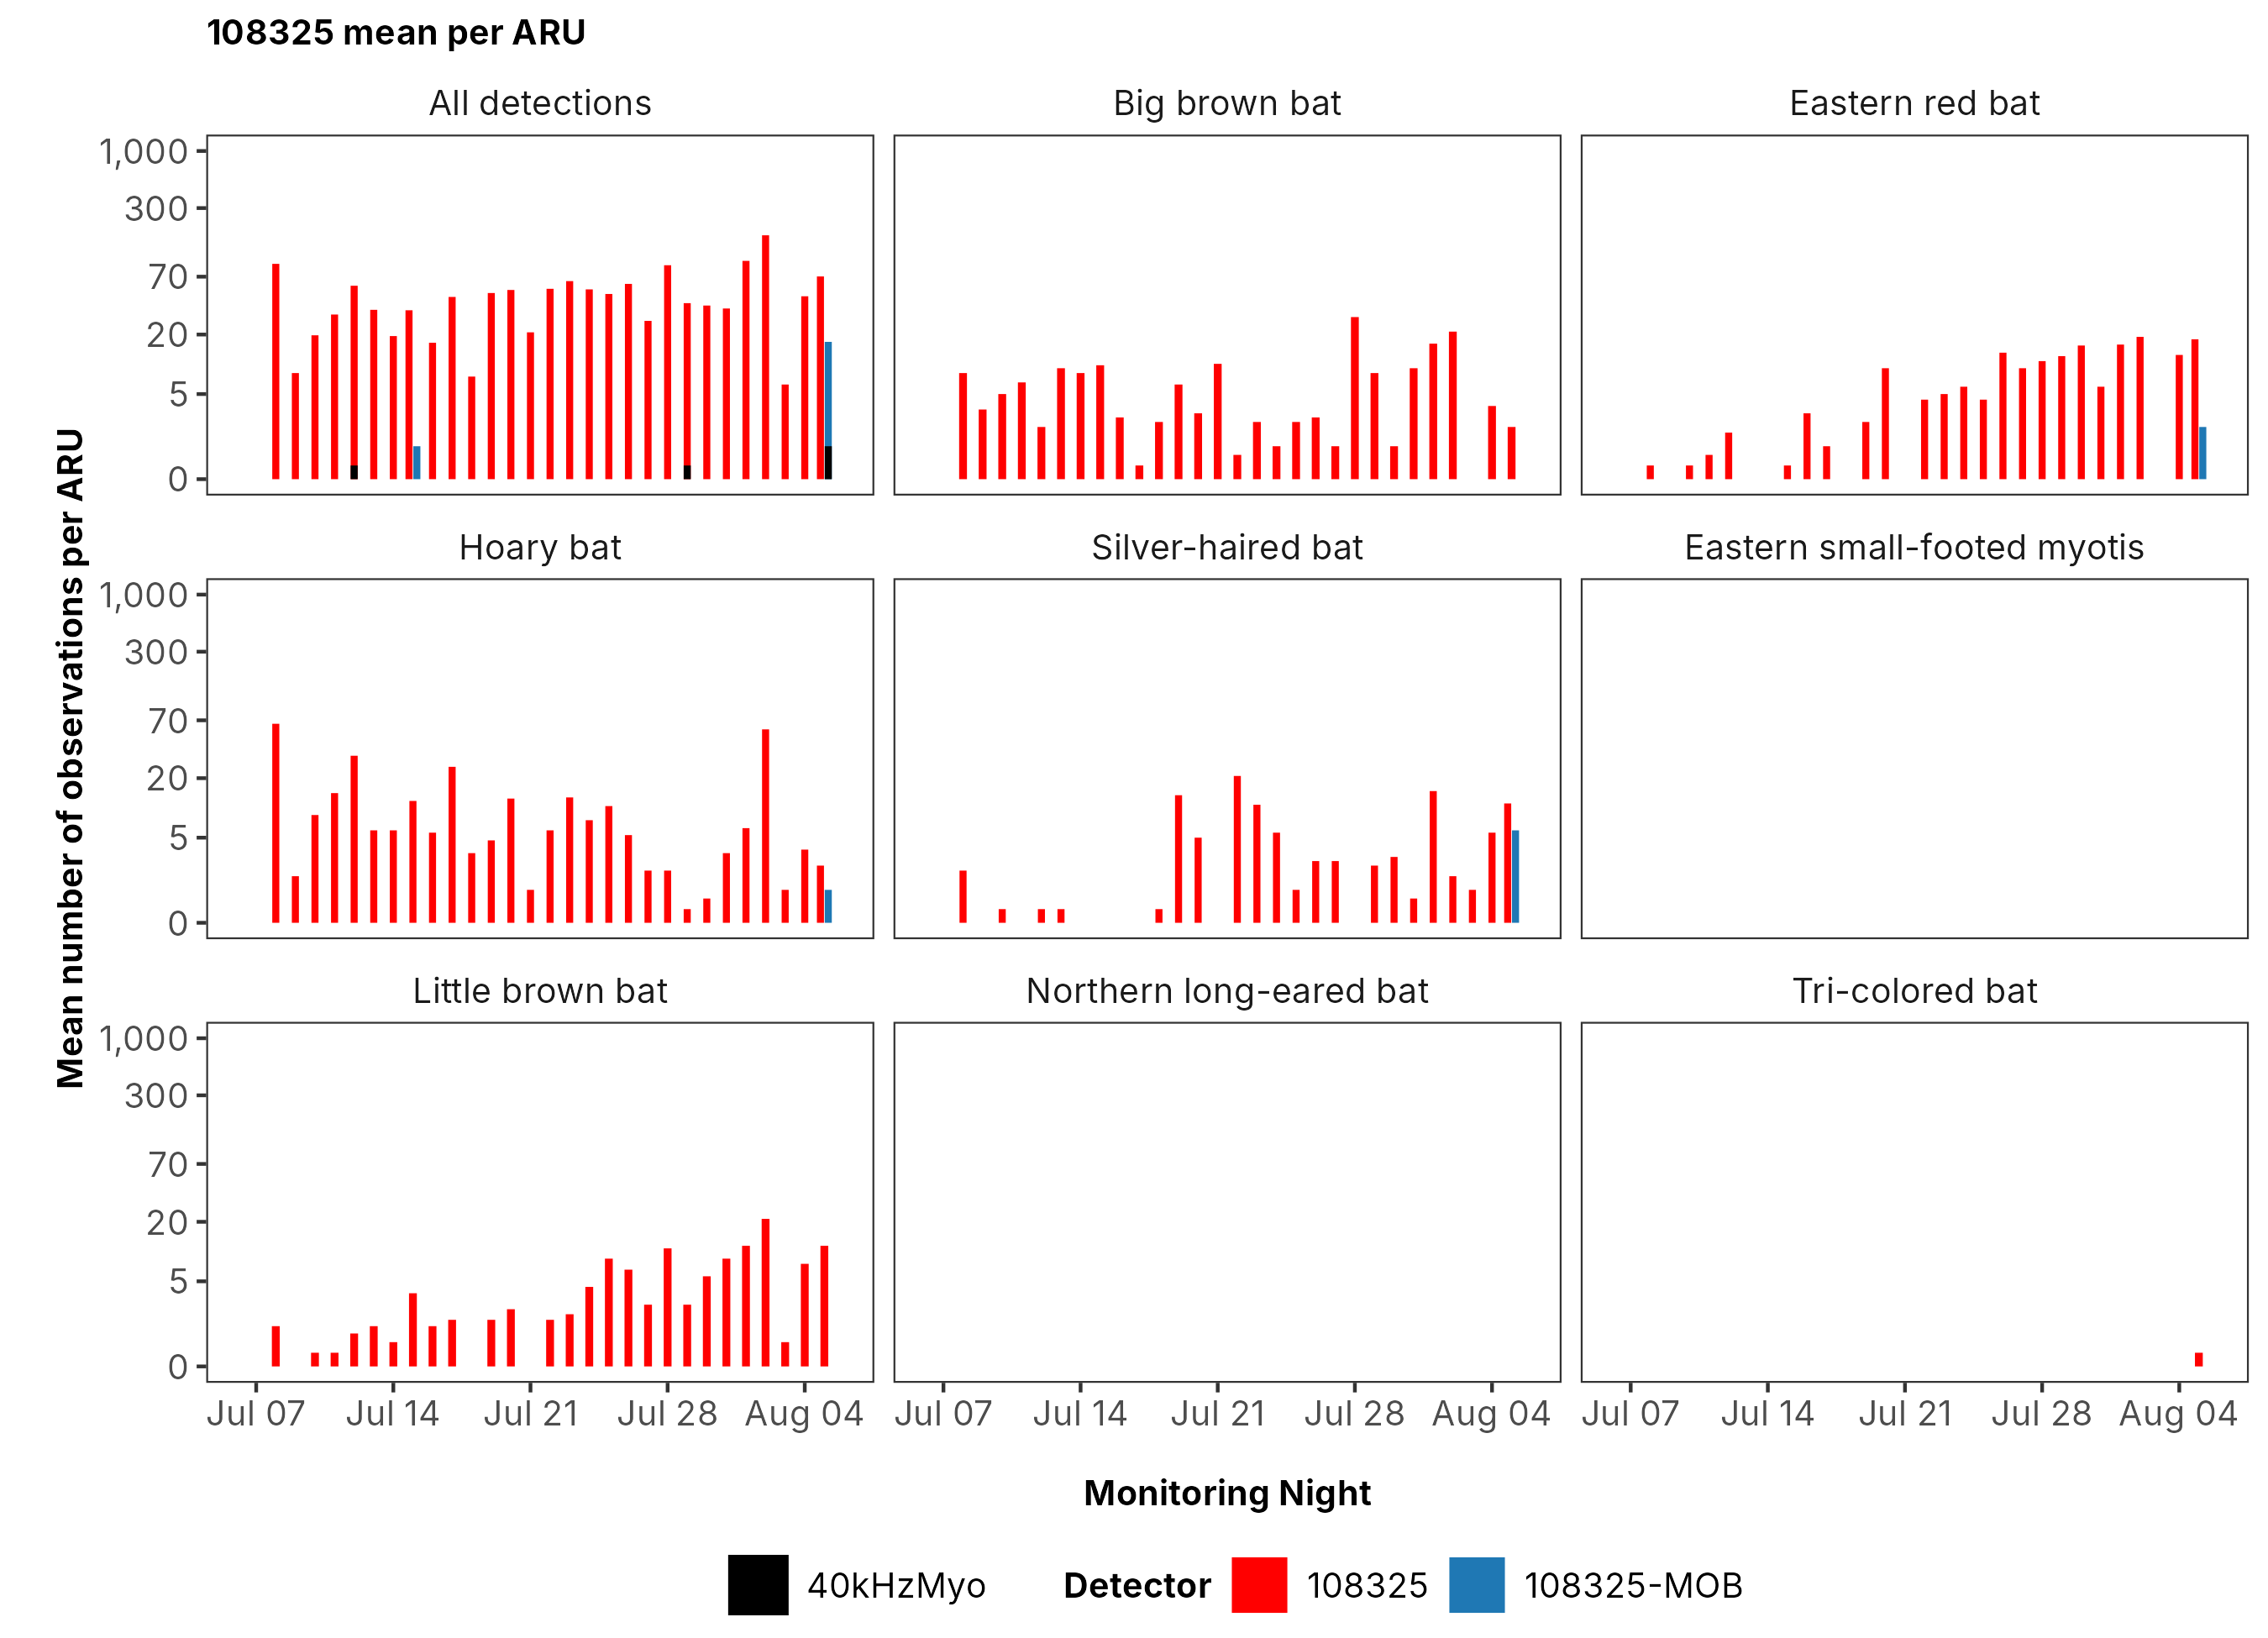 108325 mean per ARU
All detections
Big brown bat
Eastern red bat
1,000
300
70
20
5
0
Hoary bat
Silver-haired bat
Eastern small-footed myotis
1,000
300
70
20
5
0
Mean number of observations per ARU
Little brown bat
Northern long-eared bat
Tri-colored bat
1,000
300
70
20
5
0
Jul 07 Jul 14 Jul 21 Jul 28 Aug 04
Jul 07 Jul 14 Jul 21 Jul 28 Aug 04
Jul 07 Jul 14 Jul 21 Jul 28 Aug 04
Monitoring Night
40kHzMyo Detector 108325 108325-MOB